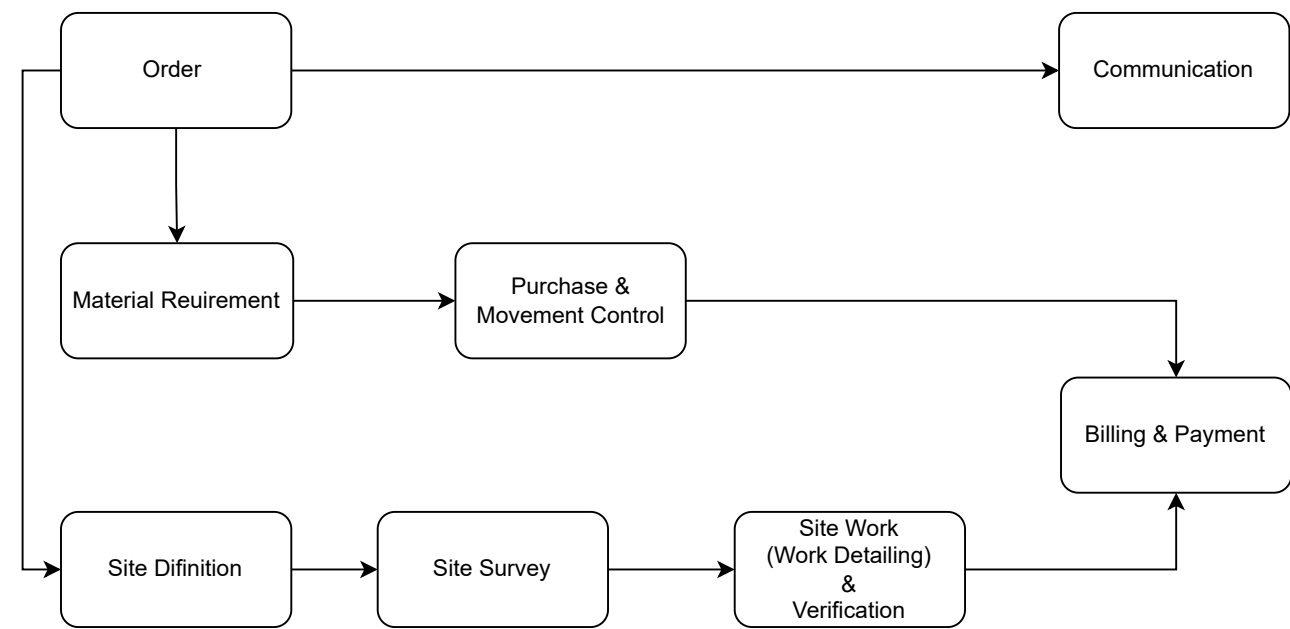 Order
Communication
Material Reuirement
Purchase &
Movement Control
Billing & Payment
Site Difinition
Site Survey
Site Work
(Work Detailing)
&
Verification